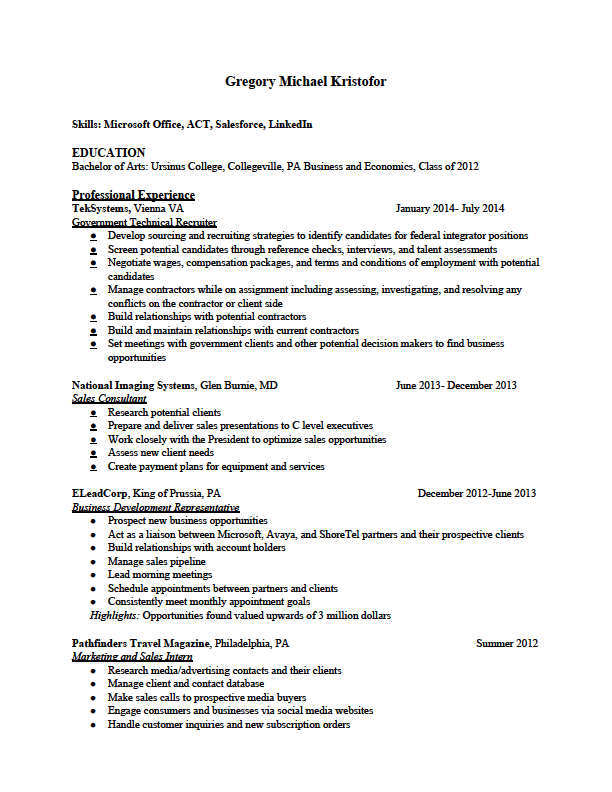 Gregory Michael Kristofor
Skills: Microsoft Office, ACT, Salesforce, LinkedIn
EDUCATION
Bachelor of Arts: Ursinus College, Collegeville, PA Business and Economics, Class of 2012
Professional Experience
TekSystems, Vienna VA January 2014- July 2014
Government Technical Recruiter
● Develop sourcing and recruiting strategies to identify candidates for federal integrator positions
● Screen potential candidates through reference checks, interviews, and talent assessments
● Negotiate wages, compensation packages, and terms and conditions of employment with potential
candidates
● Manage contractors while on assignment including assessing, investigating, and resolving any
conflicts on the contractor or client side
● Build relationships with potential contractors
● Build and maintain relationships with current contractors
● Set meetings with government clients and other potential decision makers to find business
opportunities
National Imaging Systems, Glen Burnie, MD June 2013- December 2013
Sales Consultant
● Research potential clients
● Prepare and deliver sales presentations to C level executives
● Work closely with the President to optimize sales opportunities
● Assess new client needs
● Create payment plans for equipment and services
ELeadCorp, King of Prussia, PA December 2012-June 2013
Business Development Representative
● Prospect new business opportunities
● Act as a liaison between Microsoft, Avaya, and ShoreTel partners and their prospective clients
● Build relationships with account holders
● Manage sales pipeline
● Lead morning meetings
● Schedule appointments between partners and clients
● Consistently meet monthly appointment goals
Highlights: Opportunities found valued upwards of 3 million dollars
Pathfinders Travel Magazine, Philadelphia, PA Summer 2012
Marketing and Sales Intern
● Research media/advertising contacts and their clients
● Manage client and contact database
● Make sales calls to prospective media buyers
● Engage consumers and businesses via social media websites
● Handle customer inquiries and new subscription orders